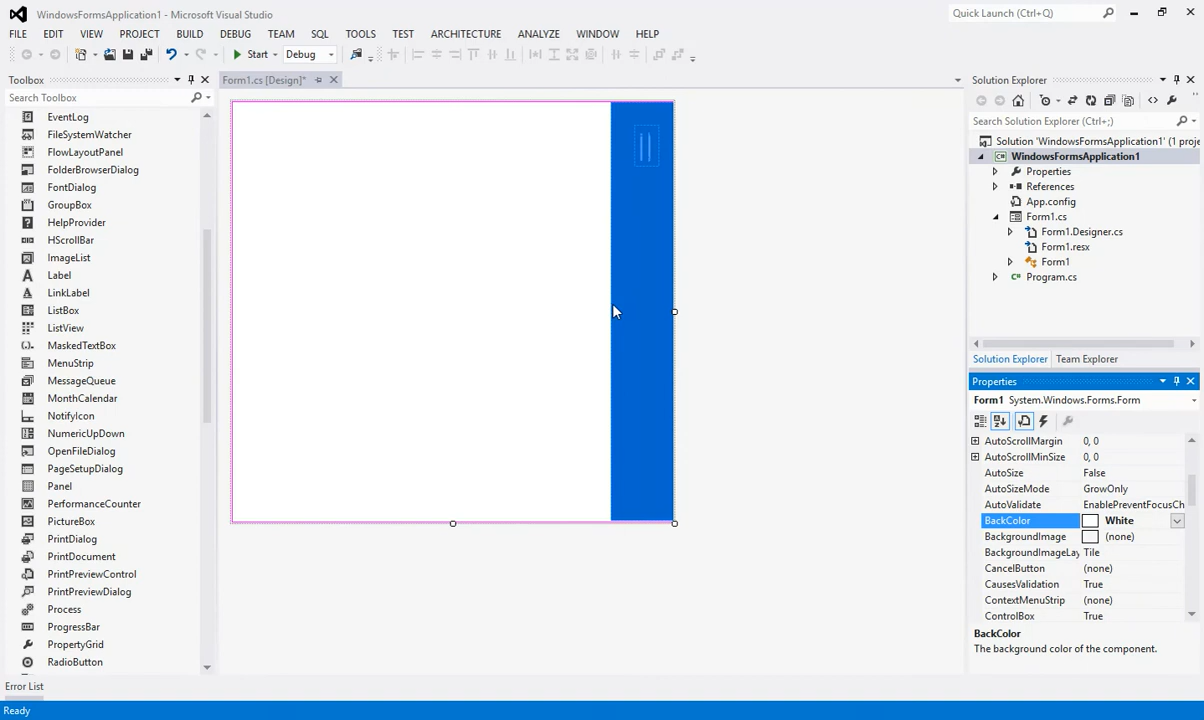 WindowsFormsApplication1 - Microsoft Visual Studio
Quick Launch (Ctrl+Q)
FILE EDIT VIEW PROJECT BUILD DEBUG TEAM SQL TOOLS TEST ARCHITECTURE ANALYZE WINDOW HELP
Start Debug
Toolbox
Search Toolbox
EventLog
FileSystemWatcher
FlowLayoutPanel
FolderBrowserDialog
FontDialog
GroupBox
HelpProvider
HScrollBar
ImageList
Label
LinkLabel
ListBox
ListView
MaskedTextBox
MenuStrip
MessageQueue
MonthCalendar
NotifyIcon
NumericUpDown
OpenFileDialog
PageSetupDialog
Panel
PerformanceCounter
PictureBox
PrintDialog
PrintDocument
PrintPreviewControl
PrintPreviewDialog
Process
ProgressBar
PropertyGrid
RadioButton
Form1.cs [Design]*
Solution Explorer
Search Solution Explorer (Ctrl+;)
Solution 'WindowsFormsApplication1' (1 proje
WindowsFormsApplication1
Properties
References
App.config
Form1.cs
Form1.Designer.cs
Form1.resx
Form1
Program.cs
Solution Explorer Team Explorer
Properties
Form1 System.Windows.Forms.Form
AutoScrollMargin 0, 0
AutoScrollMinSize 0, 0
AutoSize False
AutoSizeMode GrowOnly
AutoValidate EnablePreventFocusCh
BackColor White
BackgroundImage (none)
BackgroundImageLay Tile
CancelButton (none)
CausesValidation True
ContextMenuStrip (none)
ControlBox True
BackColor
The background color of the component.
Error List
Ready